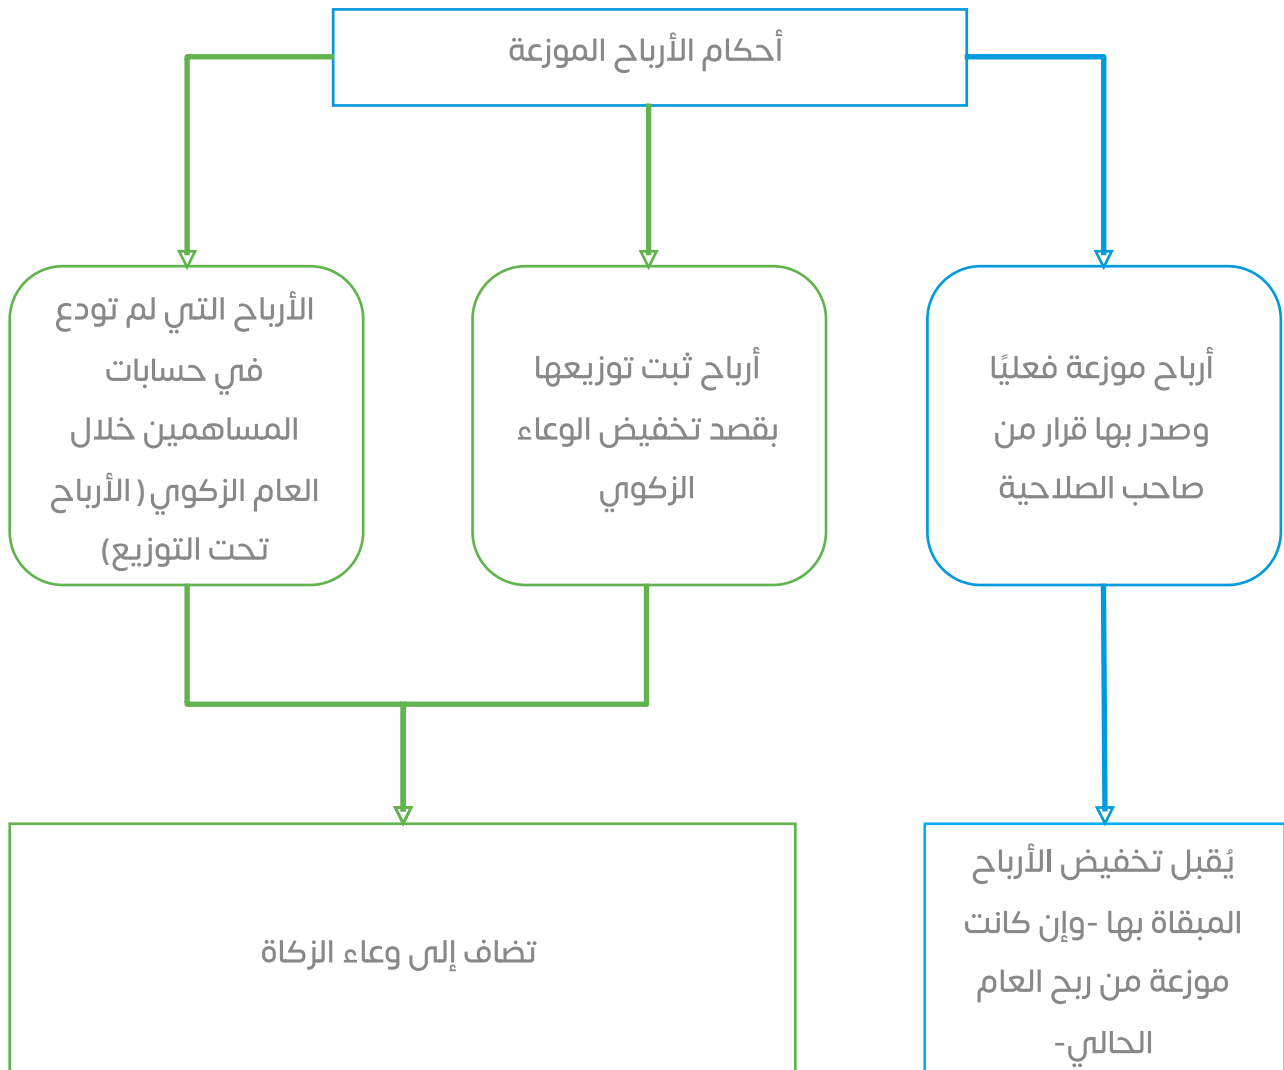 أحكام الأرباح الموزعة
أرباح موزعة فعليًا
وصدر بها قرار من
صاحب الصلاحية
أرباح ثبت توزيعها
بقصد تخفيض الوعاء
الزكوي
الأرباح التي لم تودع
في حسابات
المساهمين خلال
العام الزكوي( الأرباح
تحت التوزيع)
يُقبل تخفيض الأرباح
المبقاة بها -وإن كانت
موزعة من ربح العام
الحالي-
تضاف إلى وعاء الزكاة